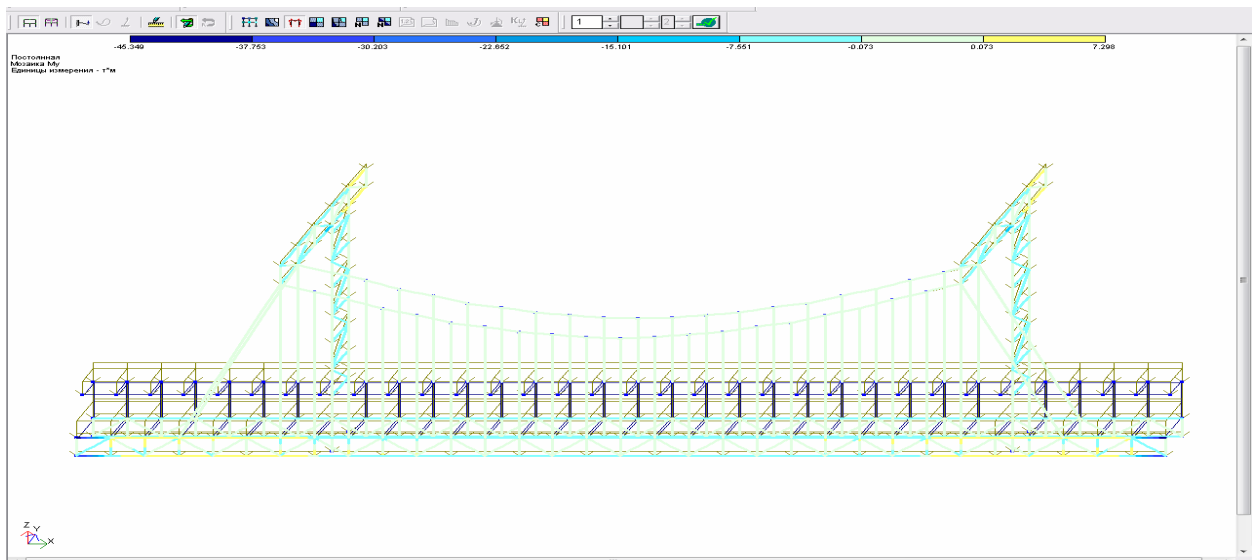 1 2
-45.349 -37.753 -30.203 -22.652 -15.101 -7.551 -0.073 0.073 7.298
Постоянная
Мозаика My
Единицы измерения - т*м
Z Y
X